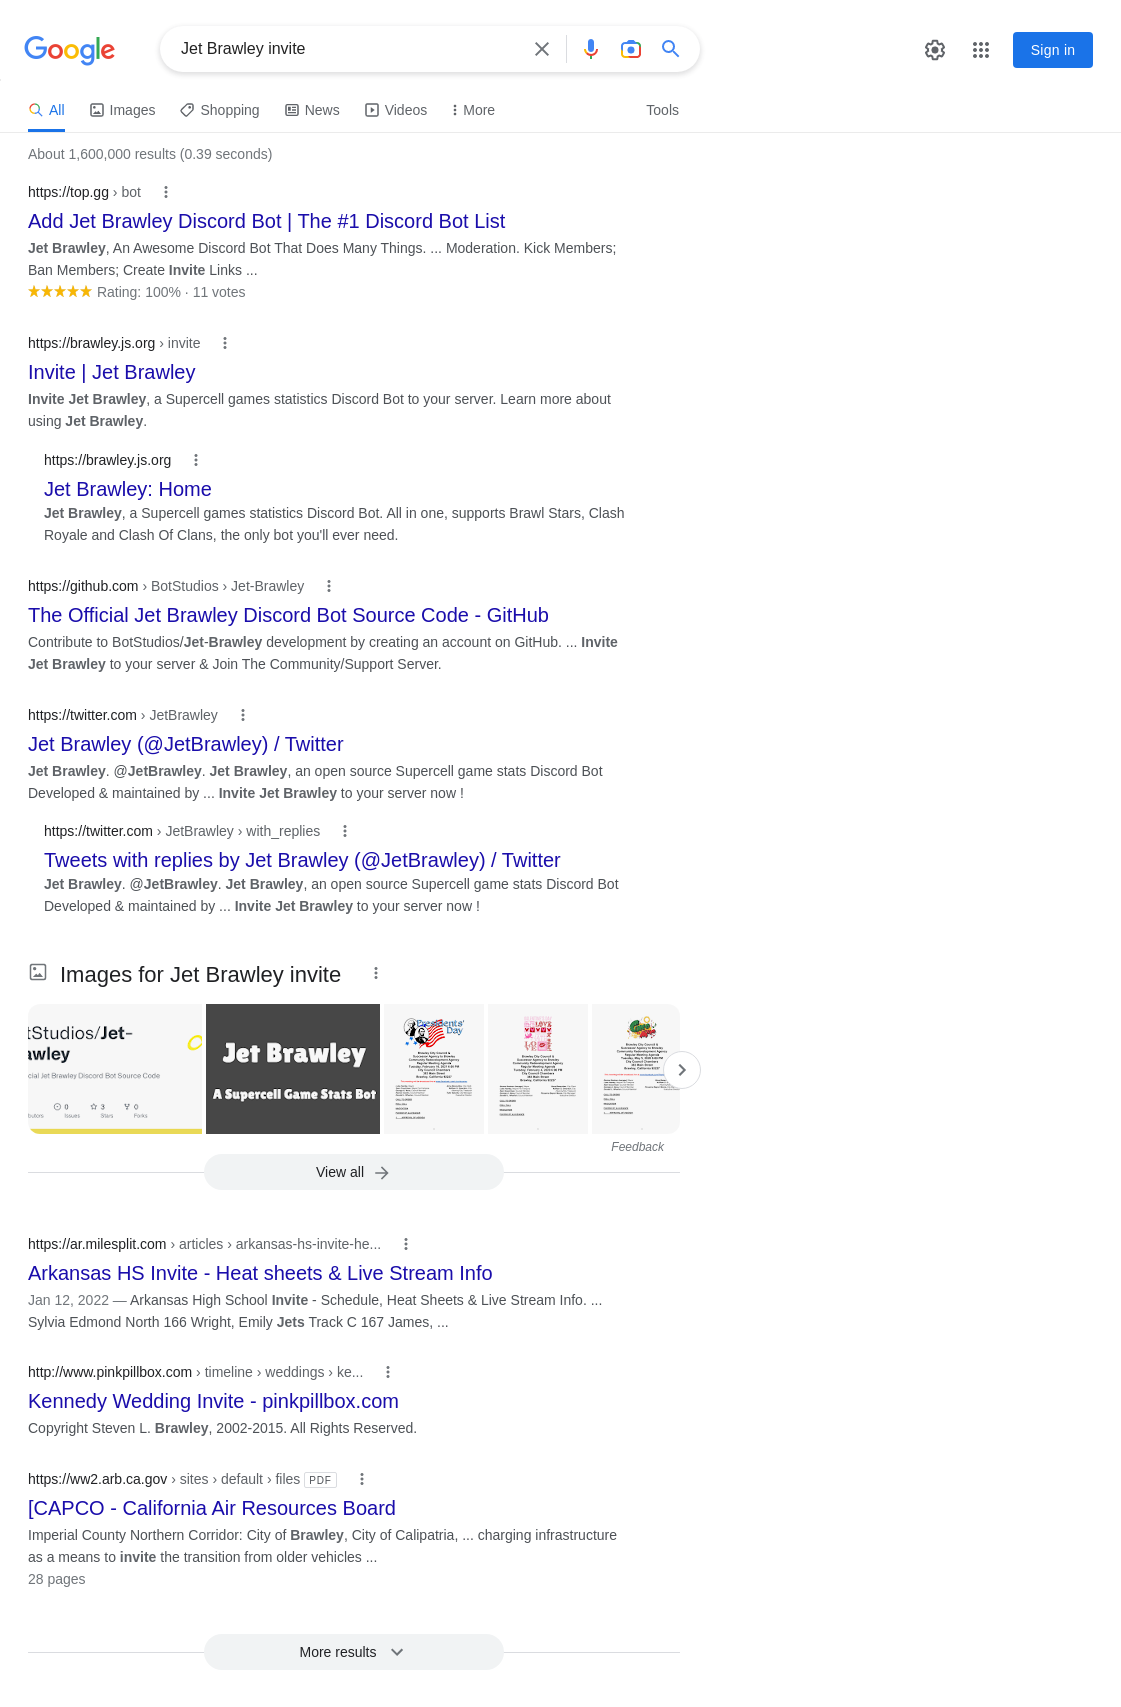 Google
Jet Brawley invite
Sign in
All
Images
Shopping
News
Videos
More
Tools
About 1,600,000 results (0.39 seconds)
https://top.gg › bot
Add Jet Brawley Discord Bot | The #1 Discord Bot List
Jet Brawley, An Awesome Discord Bot That Does Many Things. ... Moderation. Kick Members;
Ban Members; Create Invite Links ...
Rating: 100% · 11 votes
https://brawley.js.org › invite
Invite | Jet Brawley
Invite Jet Brawley, a Supercell games statistics Discord Bot to your server. Learn more about
using Jet Brawley.
https://brawley.js.org
Jet Brawley: Home
Jet Brawley, a Supercell games statistics Discord Bot. All in one, supports Brawl Stars, Clash
Royale and Clash Of Clans, the only bot you'll ever need.
https://github.com › BotStudios › Jet-Brawley
The Official Jet Brawley Discord Bot Source Code - GitHub
Contribute to BotStudios/Jet-Brawley development by creating an account on GitHub. ... Invite
Jet Brawley to your server & Join The Community/Support Server.
https://twitter.com › JetBrawley
Jet Brawley (@JetBrawley) / Twitter
Jet Brawley. @JetBrawley. Jet Brawley, an open source Supercell game stats Discord Bot
Developed & maintained by ... Invite Jet Brawley to your server now !
https://twitter.com › JetBrawley › with_replies
Tweets with replies by Jet Brawley (@JetBrawley) / Twitter
Jet Brawley. @JetBrawley. Jet Brawley, an open source Supercell game stats Discord Bot
Developed & maintained by ... Invite Jet Brawley to your server now !
Images for Jet Brawley invite
tStudios/Jet-
awley
cial Jet Brawley Discord Bot Source Code
0
Issues
3
Stars
0
Forks
Jet Brawley
A Supercell Game Stats Bot
Presidents'
Day
Feedback
View all
https://ar.milesplit.com › articles › arkansas-hs-invite-he...
Arkansas HS Invite - Heat sheets & Live Stream Info
Jan 12, 2022 — Arkansas High School Invite - Schedule, Heat Sheets & Live Stream Info. ...
Sylvia Edmond North 166 Wright, Emily Jets Track C 167 James, ...
http://www.pinkpillbox.com › timeline › weddings › ke...
Kennedy Wedding Invite - pinkpillbox.com
Copyright Steven L. Brawley, 2002-2015. All Rights Reserved.
https://ww2.arb.ca.gov › sites › default › files PDF
[CAPCO - California Air Resources Board
Imperial County Northern Corridor: City of Brawley, City of Calipatria, ... charging infrastructure
as a means to invite the transition from older vehicles ...
28 pages
More results